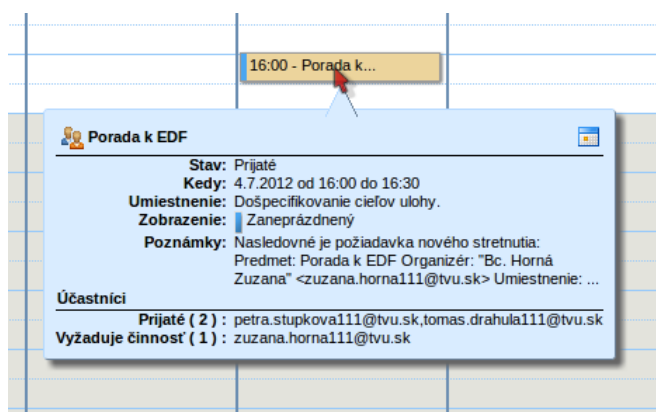 16:00 - Porada k...
Porada k EDF
Stav: Prijaté
Kedy: 4.7.2012 od 16:00 do 16:30
Umiestnenie: Došpecifikovanie cieľov ulohy.
Zobrazenie: Zaneprázdnený
Poznámky: Nasledovné je požiadavka nového stretnutia:
Predmet: Porada k EDF Organizér: "Bc. Horná
Zuzana" <zuzana.horna111@tvu.sk> Umiestnenie: ...
Účastníci
Prijaté ( 2 ) : petra.stupkova111@tvu.sk,tomas.drahula111@tvu.sk
Vyžaduje činnosť ( 1 ) : zuzana.horna111@tvu.sk